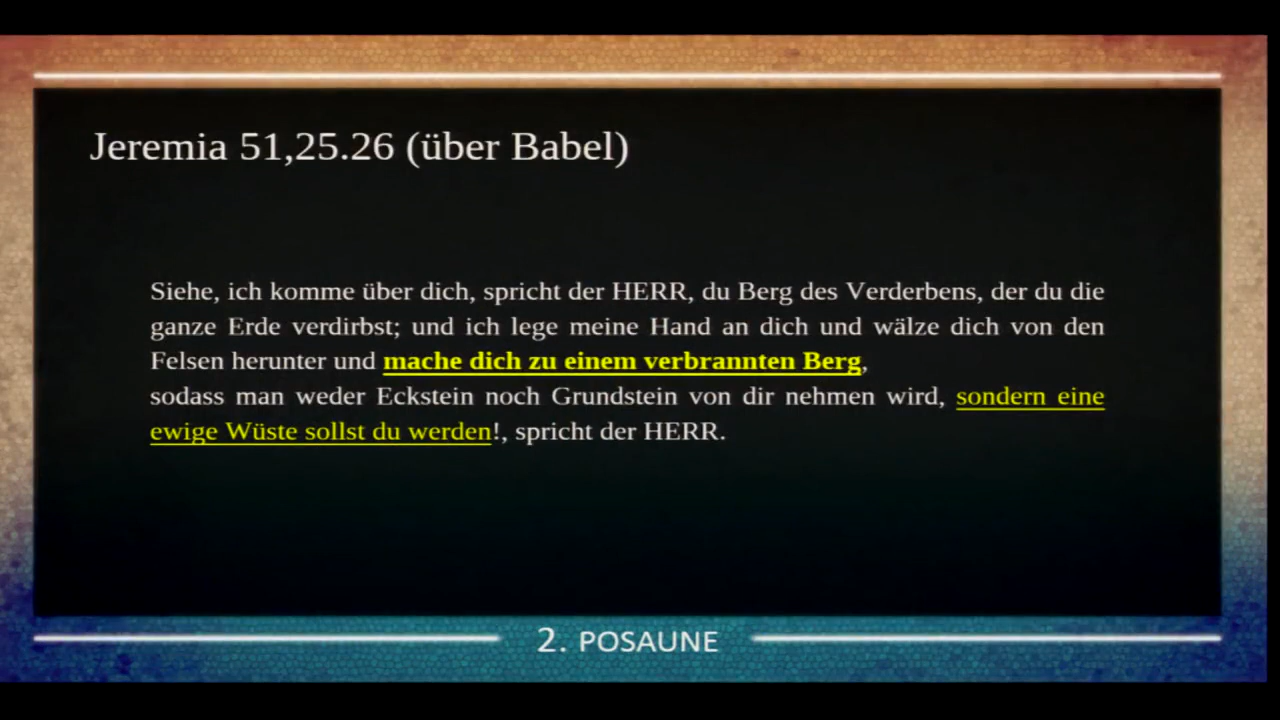 Jeremia 51,25.26 (über Babel)
Siehe, ich komme über dich, spricht der HERR, du Berg des Verderbens, der du die
ganze Erde verdirbst; und ich lege meine Hand an dich und wälze dich von den
Felsen herunter und mache dich zu einem verbrannten Berg,
sodass man weder Eckstein noch Grundstein von dir nehmen wird, sondern eine
ewige Wüste sollst du werden!, spricht der HERR.
2. POSAUNE